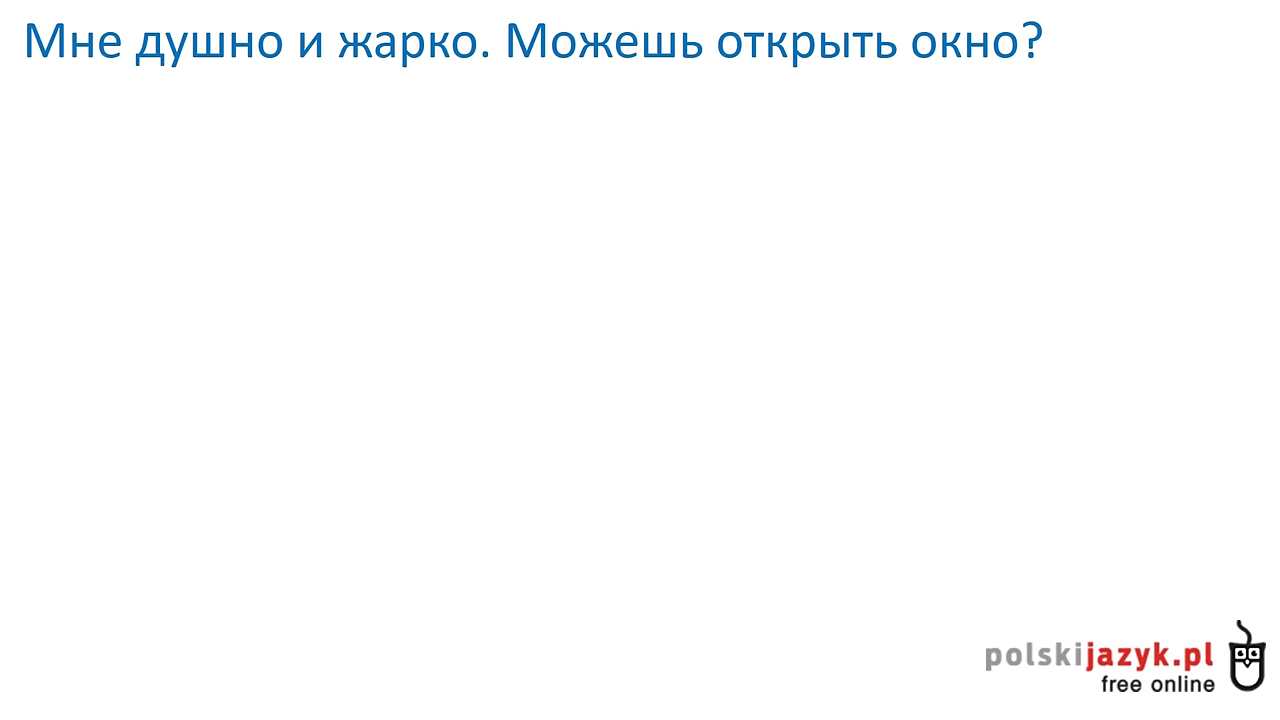 Мне душно и жарко. Можешь открыть окно?
polskijazyk.pl
free online